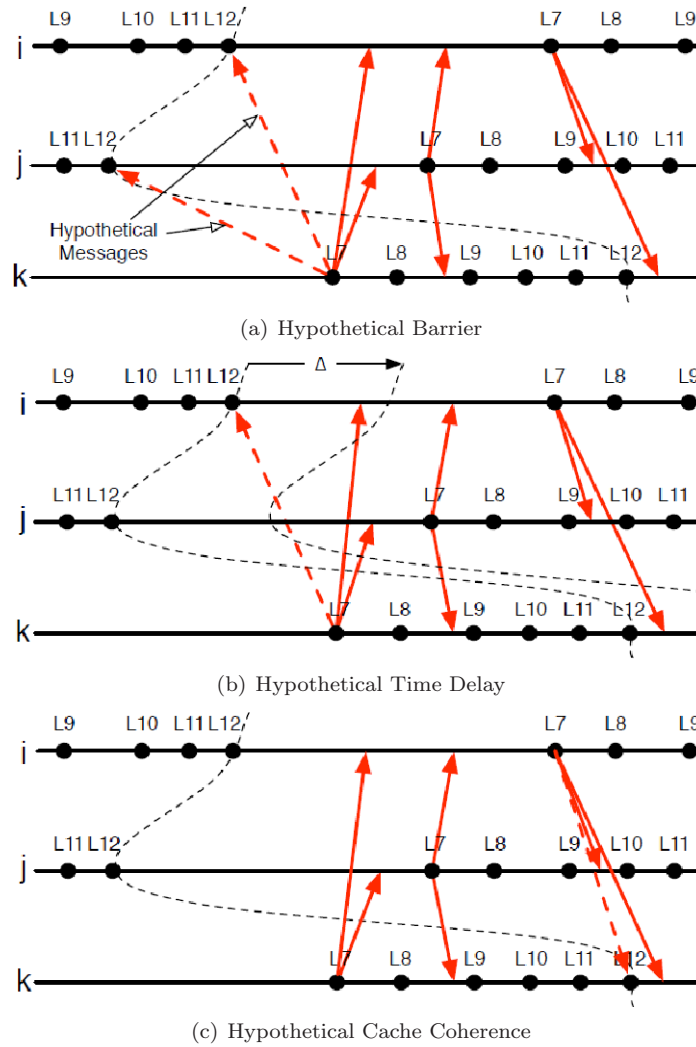 L9 L10 L11 L12 L7 L8 L9
i
L11 L12 L7 L8 L9 L10 L11
j
Hypothetical
Messages
L7 L8 L9 L10 L11 L12
k
(a) Hypothetical Barrier
Δ
L9 L10 L11 L12 L7 L8 L9
i
L11 L12 L7 L8 L9 L10 L11
j
L7 L8 L9 L10 L11 L12
k
(b) Hypothetical Time Delay
L9 L10 L11 L12 L7 L8 L9
i
L11 L12 L7 L8 L9 L10 L11
j
L7 L8 L9 L10 L11 L12
k
(c) Hypothetical Cache Coherence